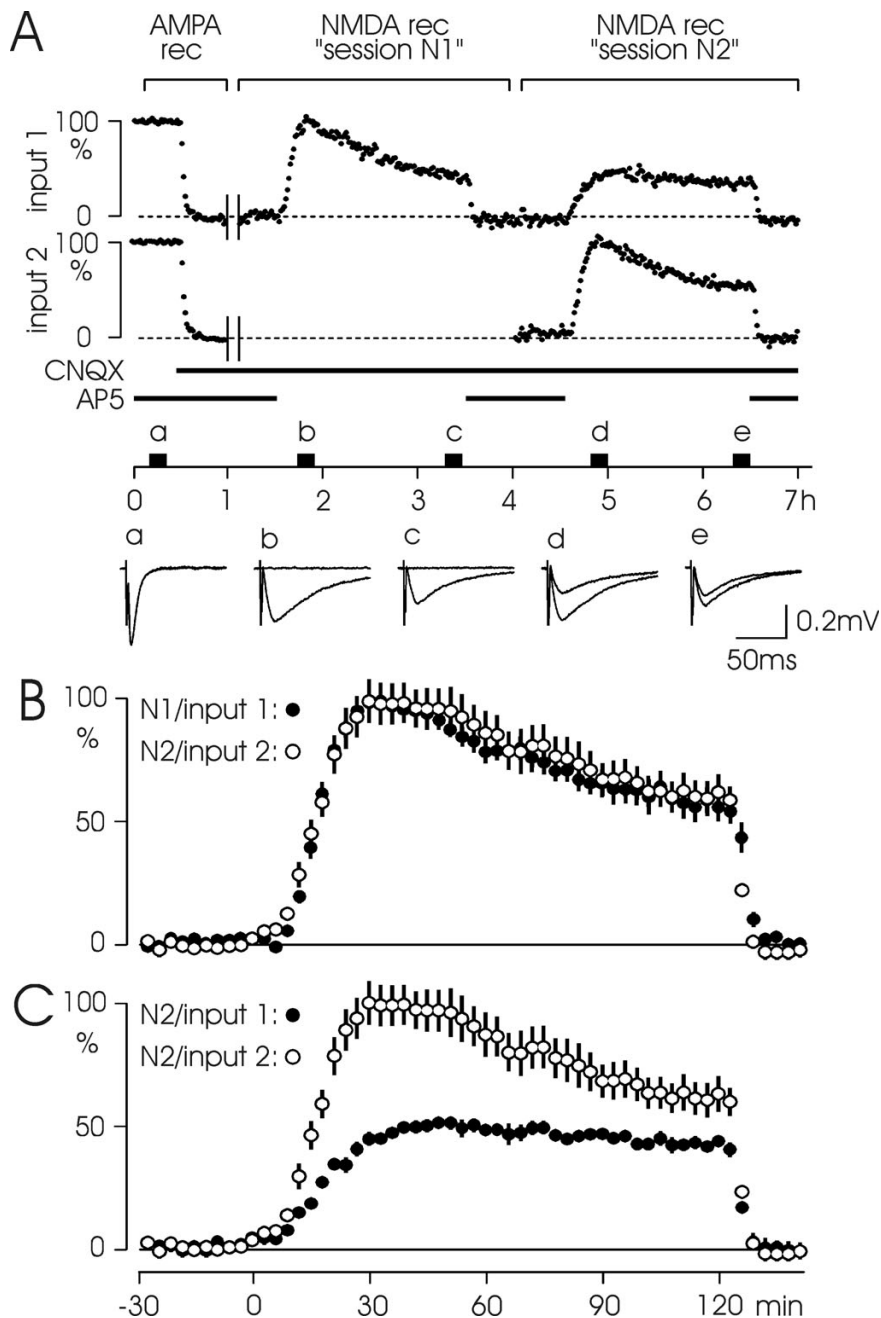 A
AMPA rec
NMDA rec "session N1"
NMDA rec "session N2"
100
%
0
input 1
100
%
0
input 2
CNQX
AP5
a b c d e
0 1 2 3 4 5 6 7h
a b c d e
0.2mV
50ms
B
100
%
50
0
N1/input 1:
N2/input 2:
C
100
%
50
0
N2/input 1:
N2/input 2:
-30 0 30 60 90 120 min